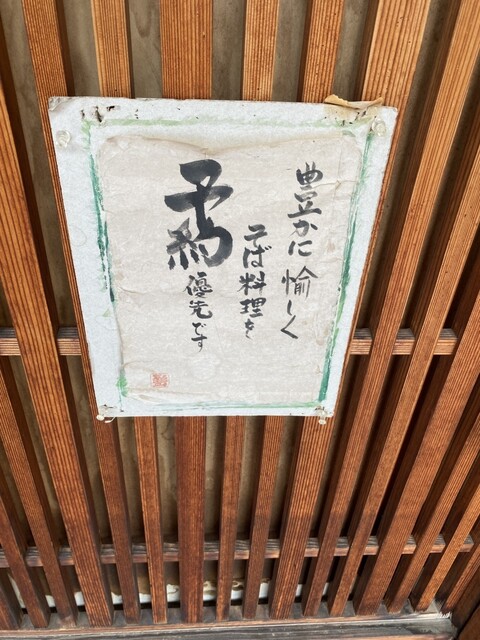 豊かに愉しく
そば料理を
予約
優先です